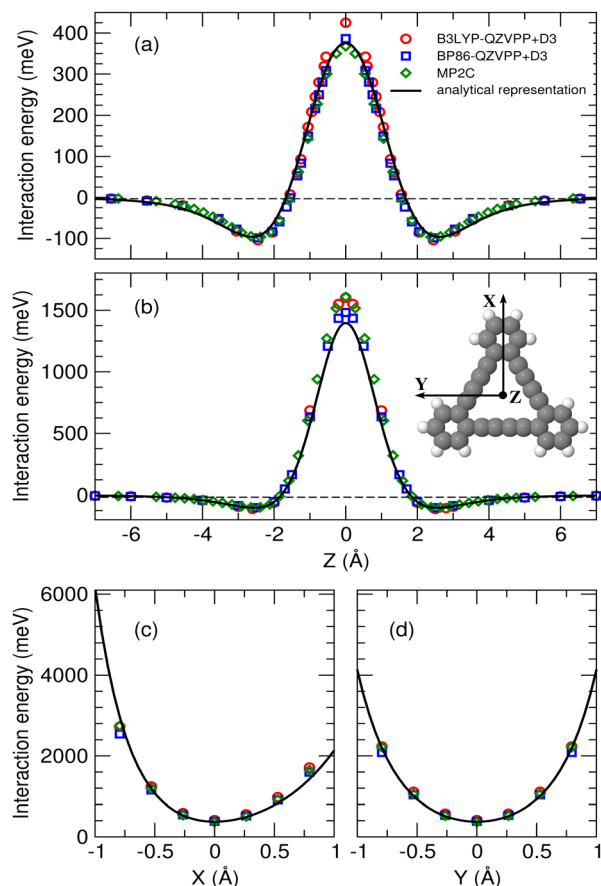 (a)
B3LYP-QZVPP+D3
BP86-QZVPP+D3
MP2C
analytical representation
Interaction energy (meV)
400
300
200
100
0
-100
(b)
X
Y
Z
Interaction energy (meV)
1500
1000
500
0
-6 -4 -2 0 2 4 6
Z (Å)
(c)
(d)
Interaction energy (meV)
6000
4000
2000
0
-1 -0.5 0 0.5 1
-1 -0.5 0 0.5 1
X (Å)
Y (Å)